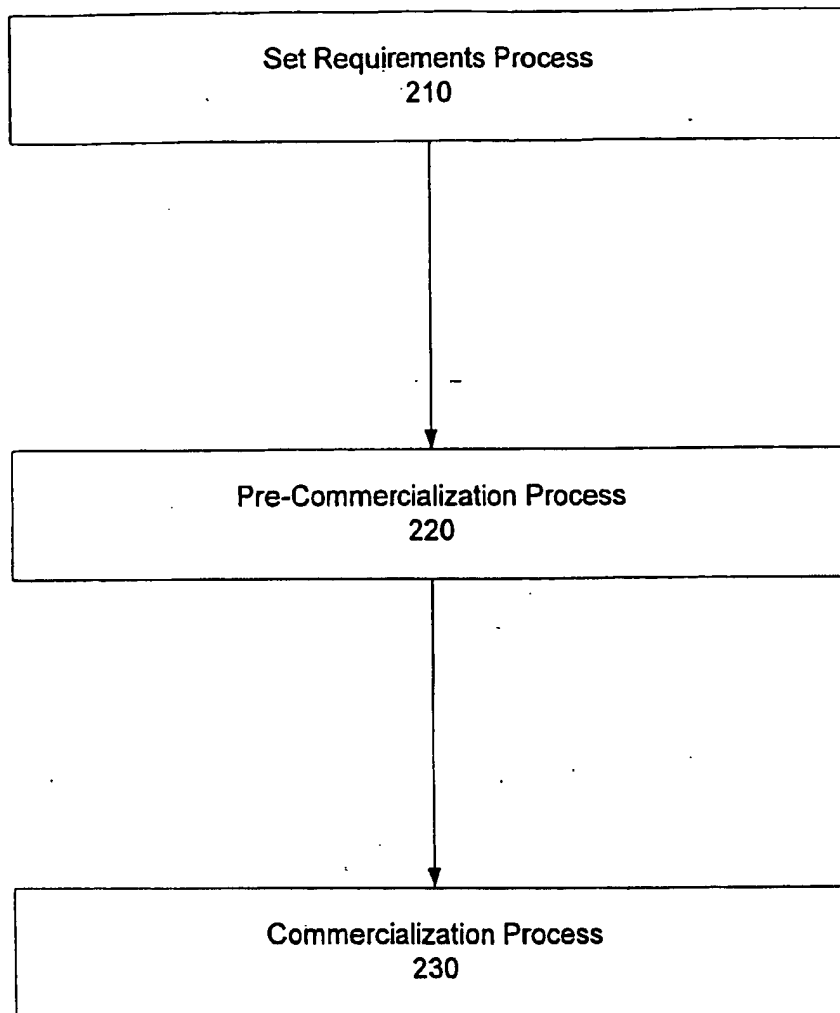 Set Requirements Process
210
Pre-Commercialization Process
220
Commercialization Process
230